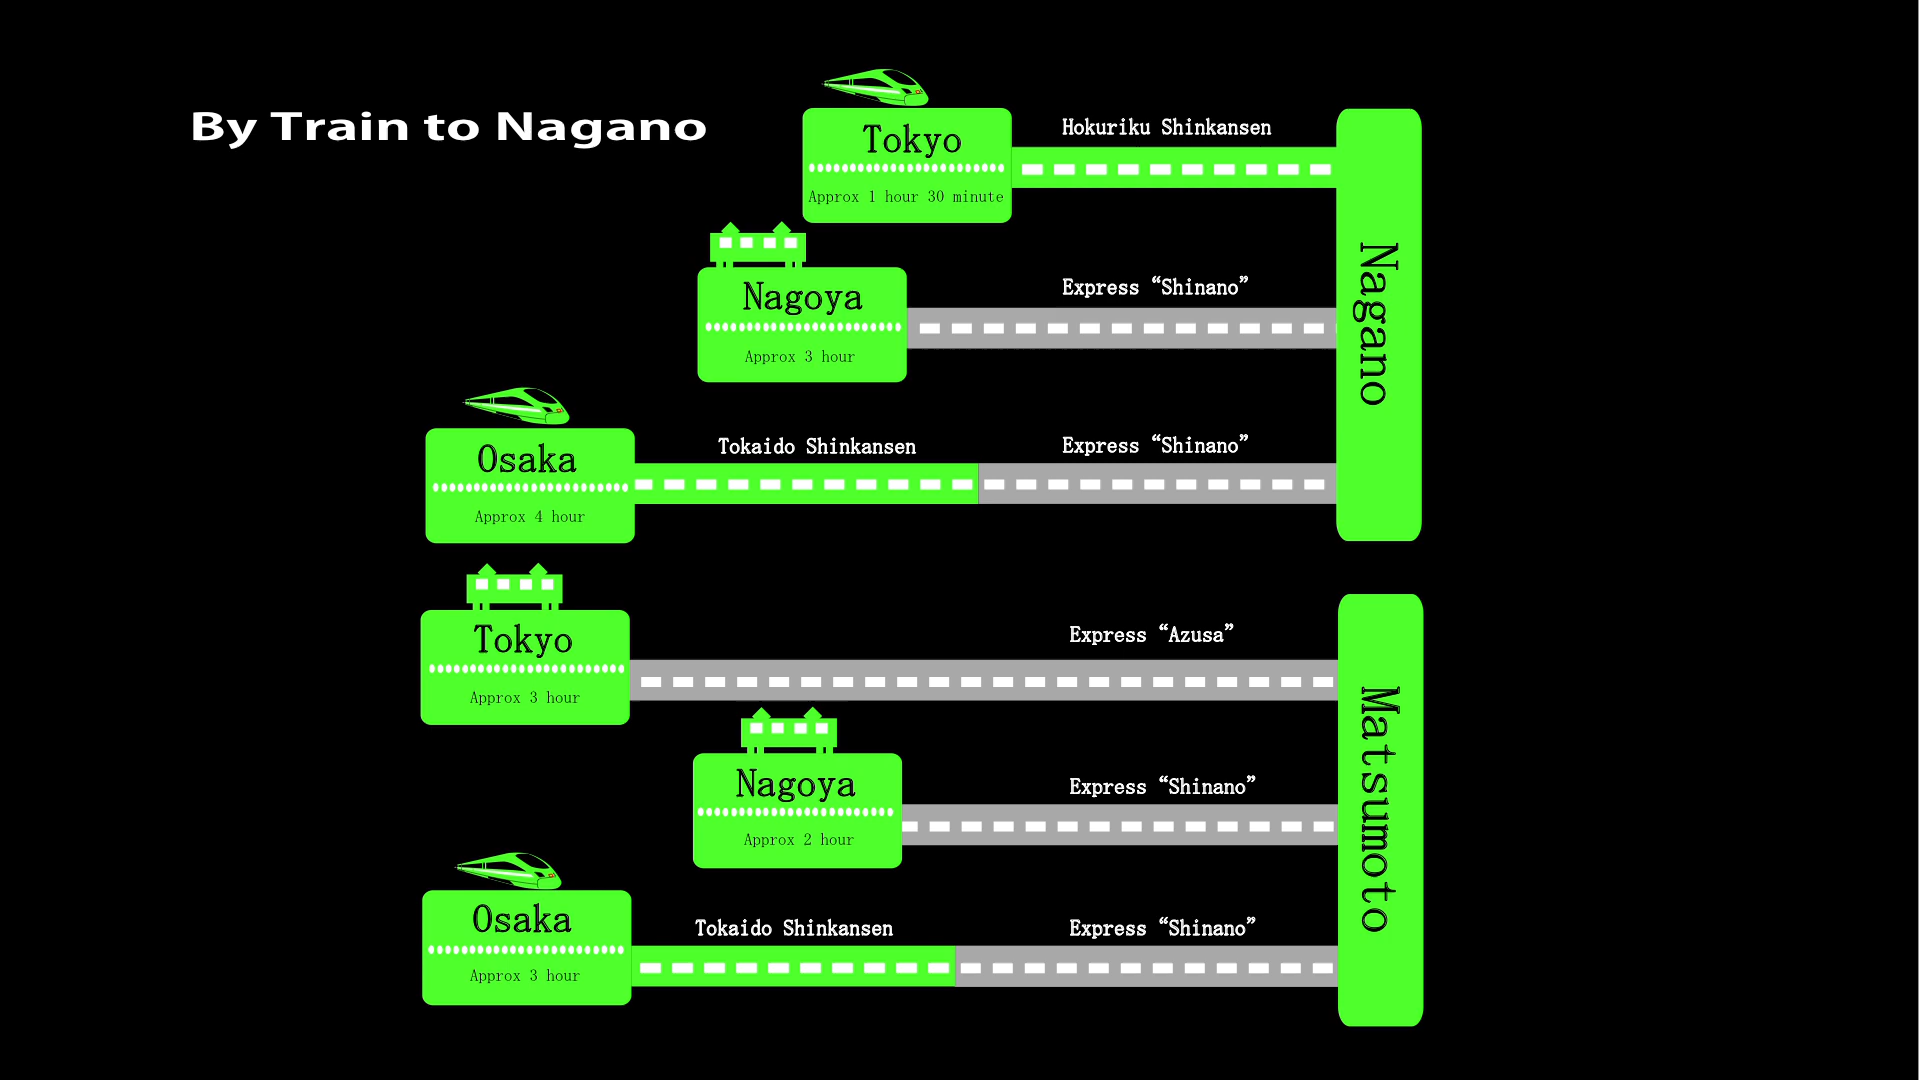 By Train to Nagano
Tokyo
Approx 1 hour 30 minute
Hokuriku Shinkansen
Nagoya
Approx 3 hour
Express “Shinano”
Osaka
Approx 4 hour
Tokaido Shinkansen
Express “Shinano”
Nagano
Tokyo
Approx 3 hour
Express “Azusa”
Nagoya
Approx 2 hour
Express “Shinano”
Osaka
Approx 3 hour
Tokaido Shinkansen
Express “Shinano”
Matsumoto